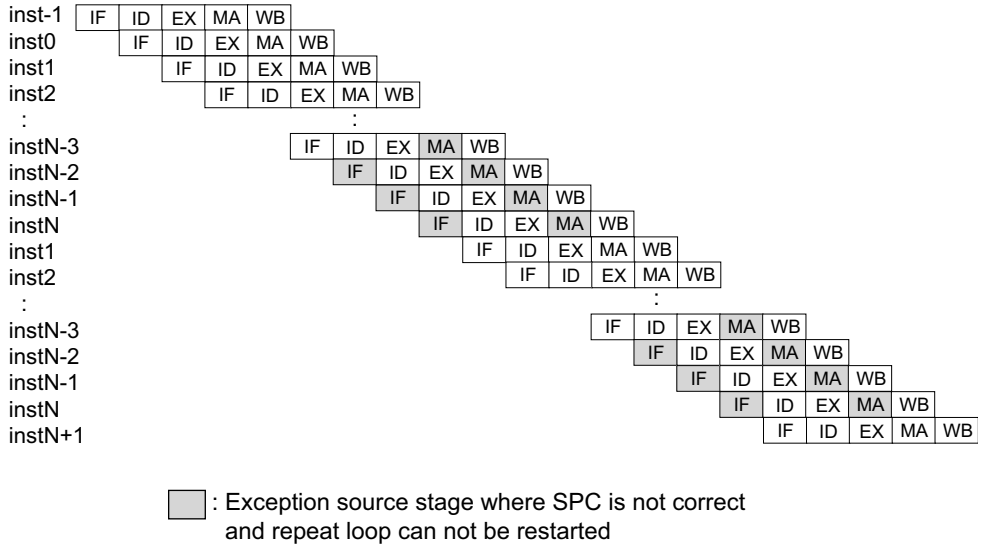 inst-1 IF ID EX MA WB
inst0 IF ID EX MA WB
inst1 IF ID EX MA WB
inst2 IF ID EX MA WB
: :
instN-3 IF ID EX MA WB
instN-2 IF ID EX MA WB
instN-1 IF ID EX MA WB
instN IF ID EX MA WB
inst1 IF ID EX MA WB
inst2 IF ID EX MA WB
: :
instN-3 IF ID EX MA WB
instN-2 IF ID EX MA WB
instN-1 IF ID EX MA WB
instN IF ID EX MA WB
instN+1 IF ID EX MA WB
: Exception source stage where SPC is not correct
and repeat loop can not be restarted